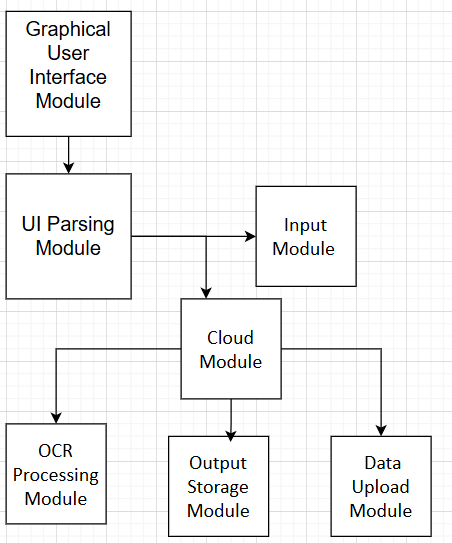 Graphical
User
Interface
Module
UI Parsing
Module
Input
Module
Cloud
Module
OCR
Processing
Module
Output
Storage
Module
Data
Upload
Module